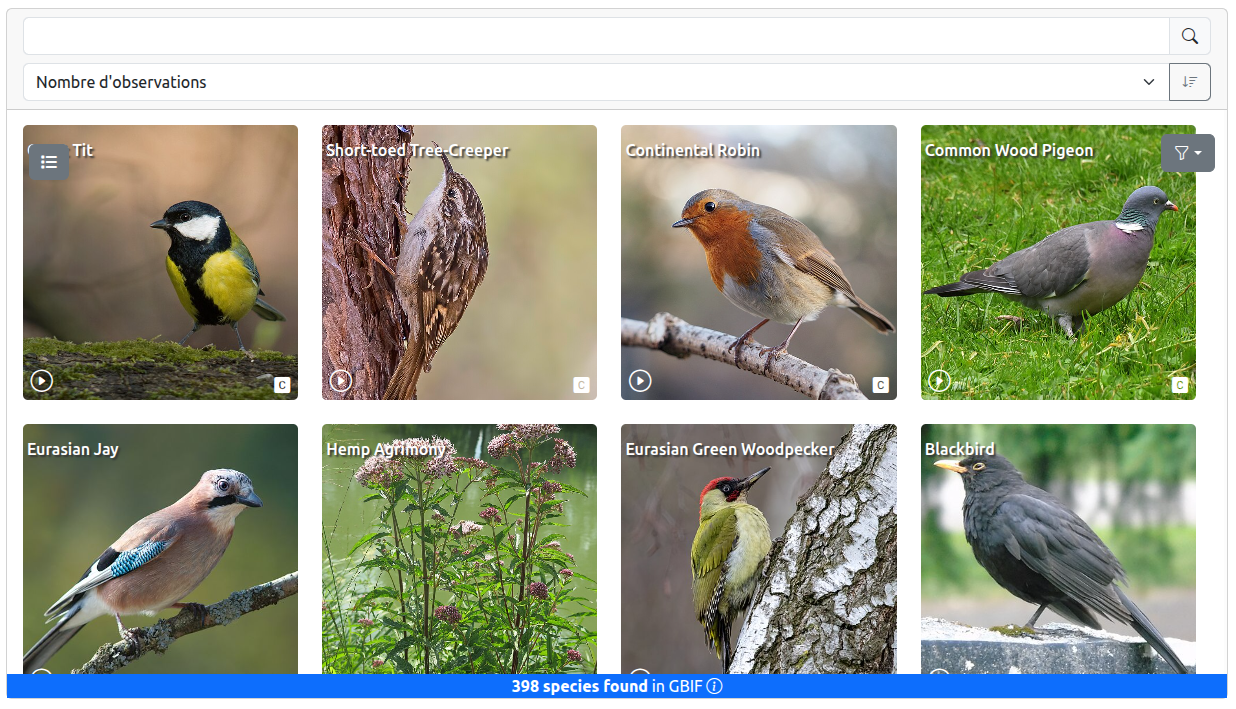 Nombre d'observations
Tit
Short-toed Tree-Creeper
Continental Robin
Common Wood Pigeon
C
C
C
C
Eurasian Jay
Hemp Agrimony
Eurasian Green Woodpecker
Blackbird
398 species found in GBIF